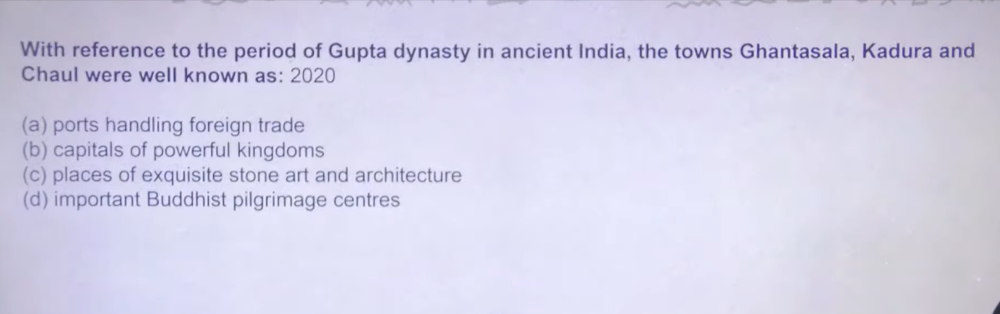 With reference to the period of Gupta dynasty in ancient India, the towns Ghantasala, Kadura and
Chaul were well known as: 2020
(a) ports handling foreign trade
(b) capitals of powerful kingdoms
(c) places of exquisite stone art and architecture
(d) important Buddhist pilgrimage centres